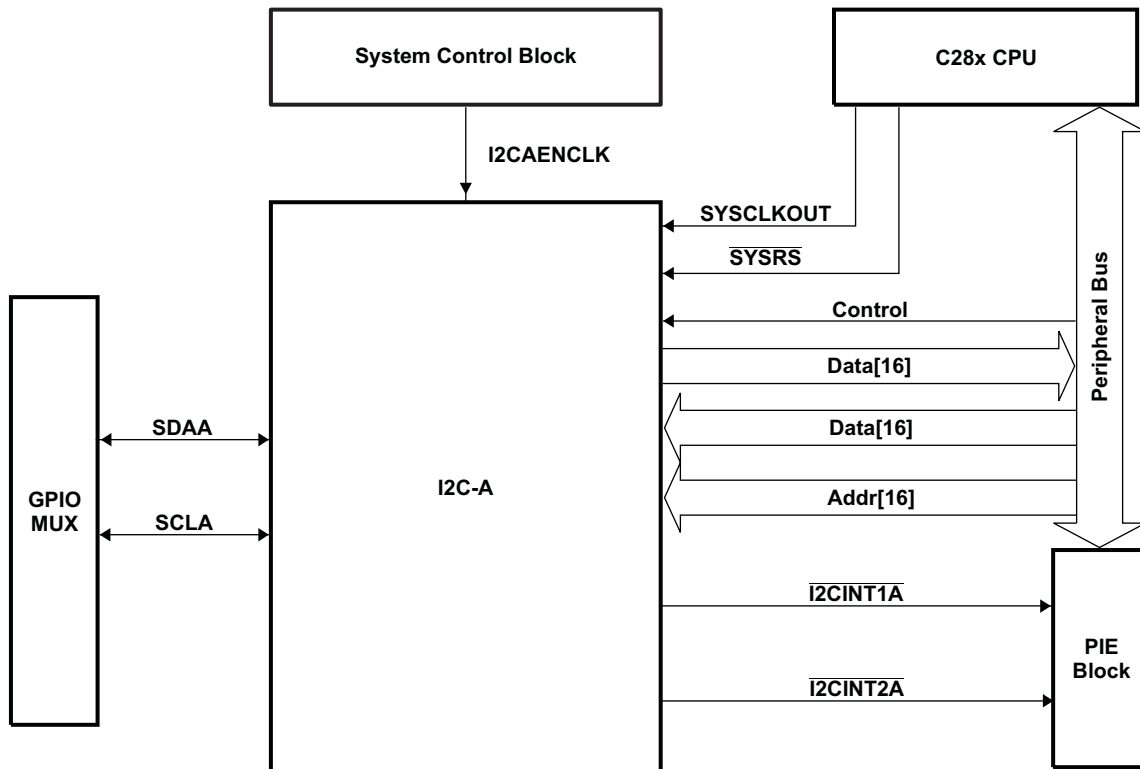 System Control Block
C28x CPU
I2CAENCLK
SYSCLKOUT
SYSRS
Control
Data[16]
Data[16]
Addr[16]
Peripheral Bus
SDAA
SCLA
GPIO
MUX
I2C-A
I2CINT1A
I2CINT2A
PIE
Block